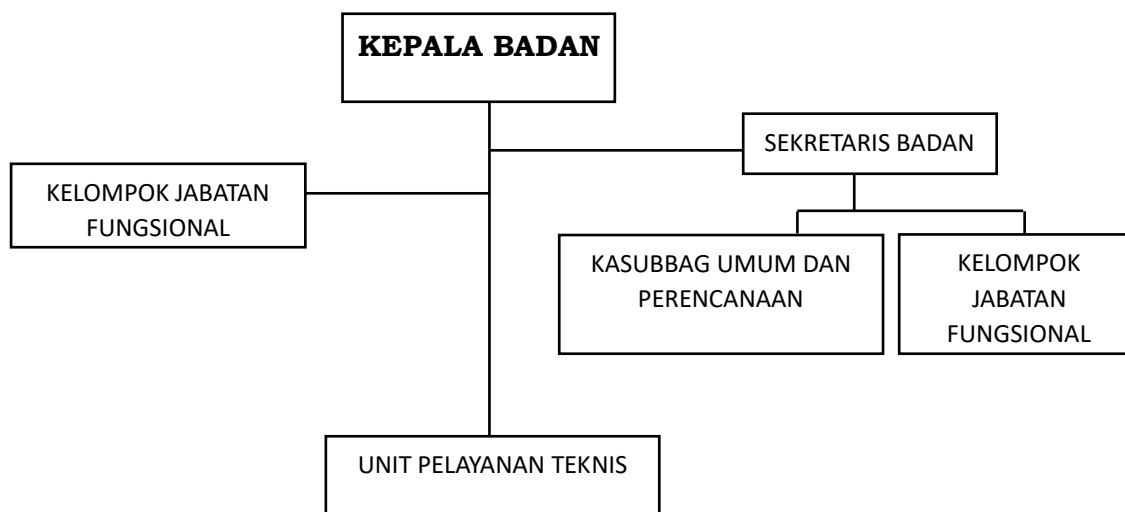 KEPALA BADAN
SEKRETARIS BADAN
KELOMPOK JABATAN
FUNGSIONAL
KASUBBAG UMUM DAN
PERENCANAAN
KELOMPOK
JABATAN
FUNGSIONAL
UNIT PELAYANAN TEKNIS